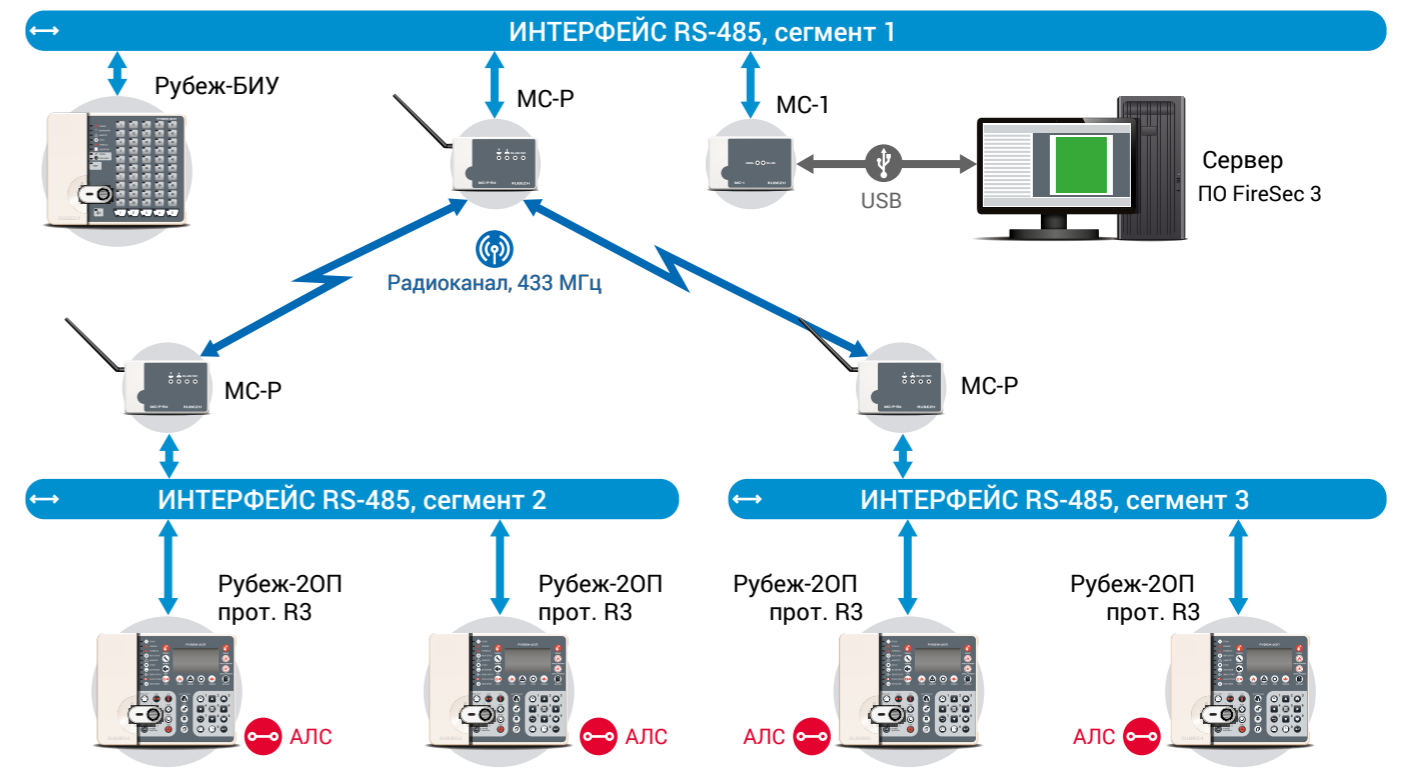 ИНТЕРФЕЙС RS-485, сегмент 1
Рубеж-БИУ
МС-Р
МС-1
USB
Сервер
ПО FireSec 3
Радиоканал, 433 МГц
МС-Р
МС-Р
ИНТЕРФЕЙС RS-485, сегмент 2
ИНТЕРФЕЙС RS-485, сегмент 3
Рубеж-2ОП
прот. R3
Рубеж-2ОП
прот. R3
Рубеж-2ОП
прот. R3
Рубеж-2ОП
прот. R3
АЛС
АЛС
АЛС
АЛС